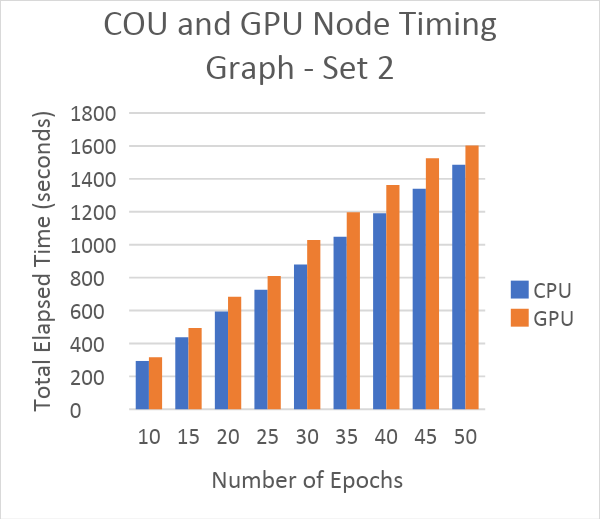 COU and GPU Node Timing
Graph - Set 2
Total Elapsed Time (seconds)
1800
1600
1400
1200
1000
800
600
400
200
0
10 15 20 25 30 35 40 45 50
Number of Epochs
CPU
GPU